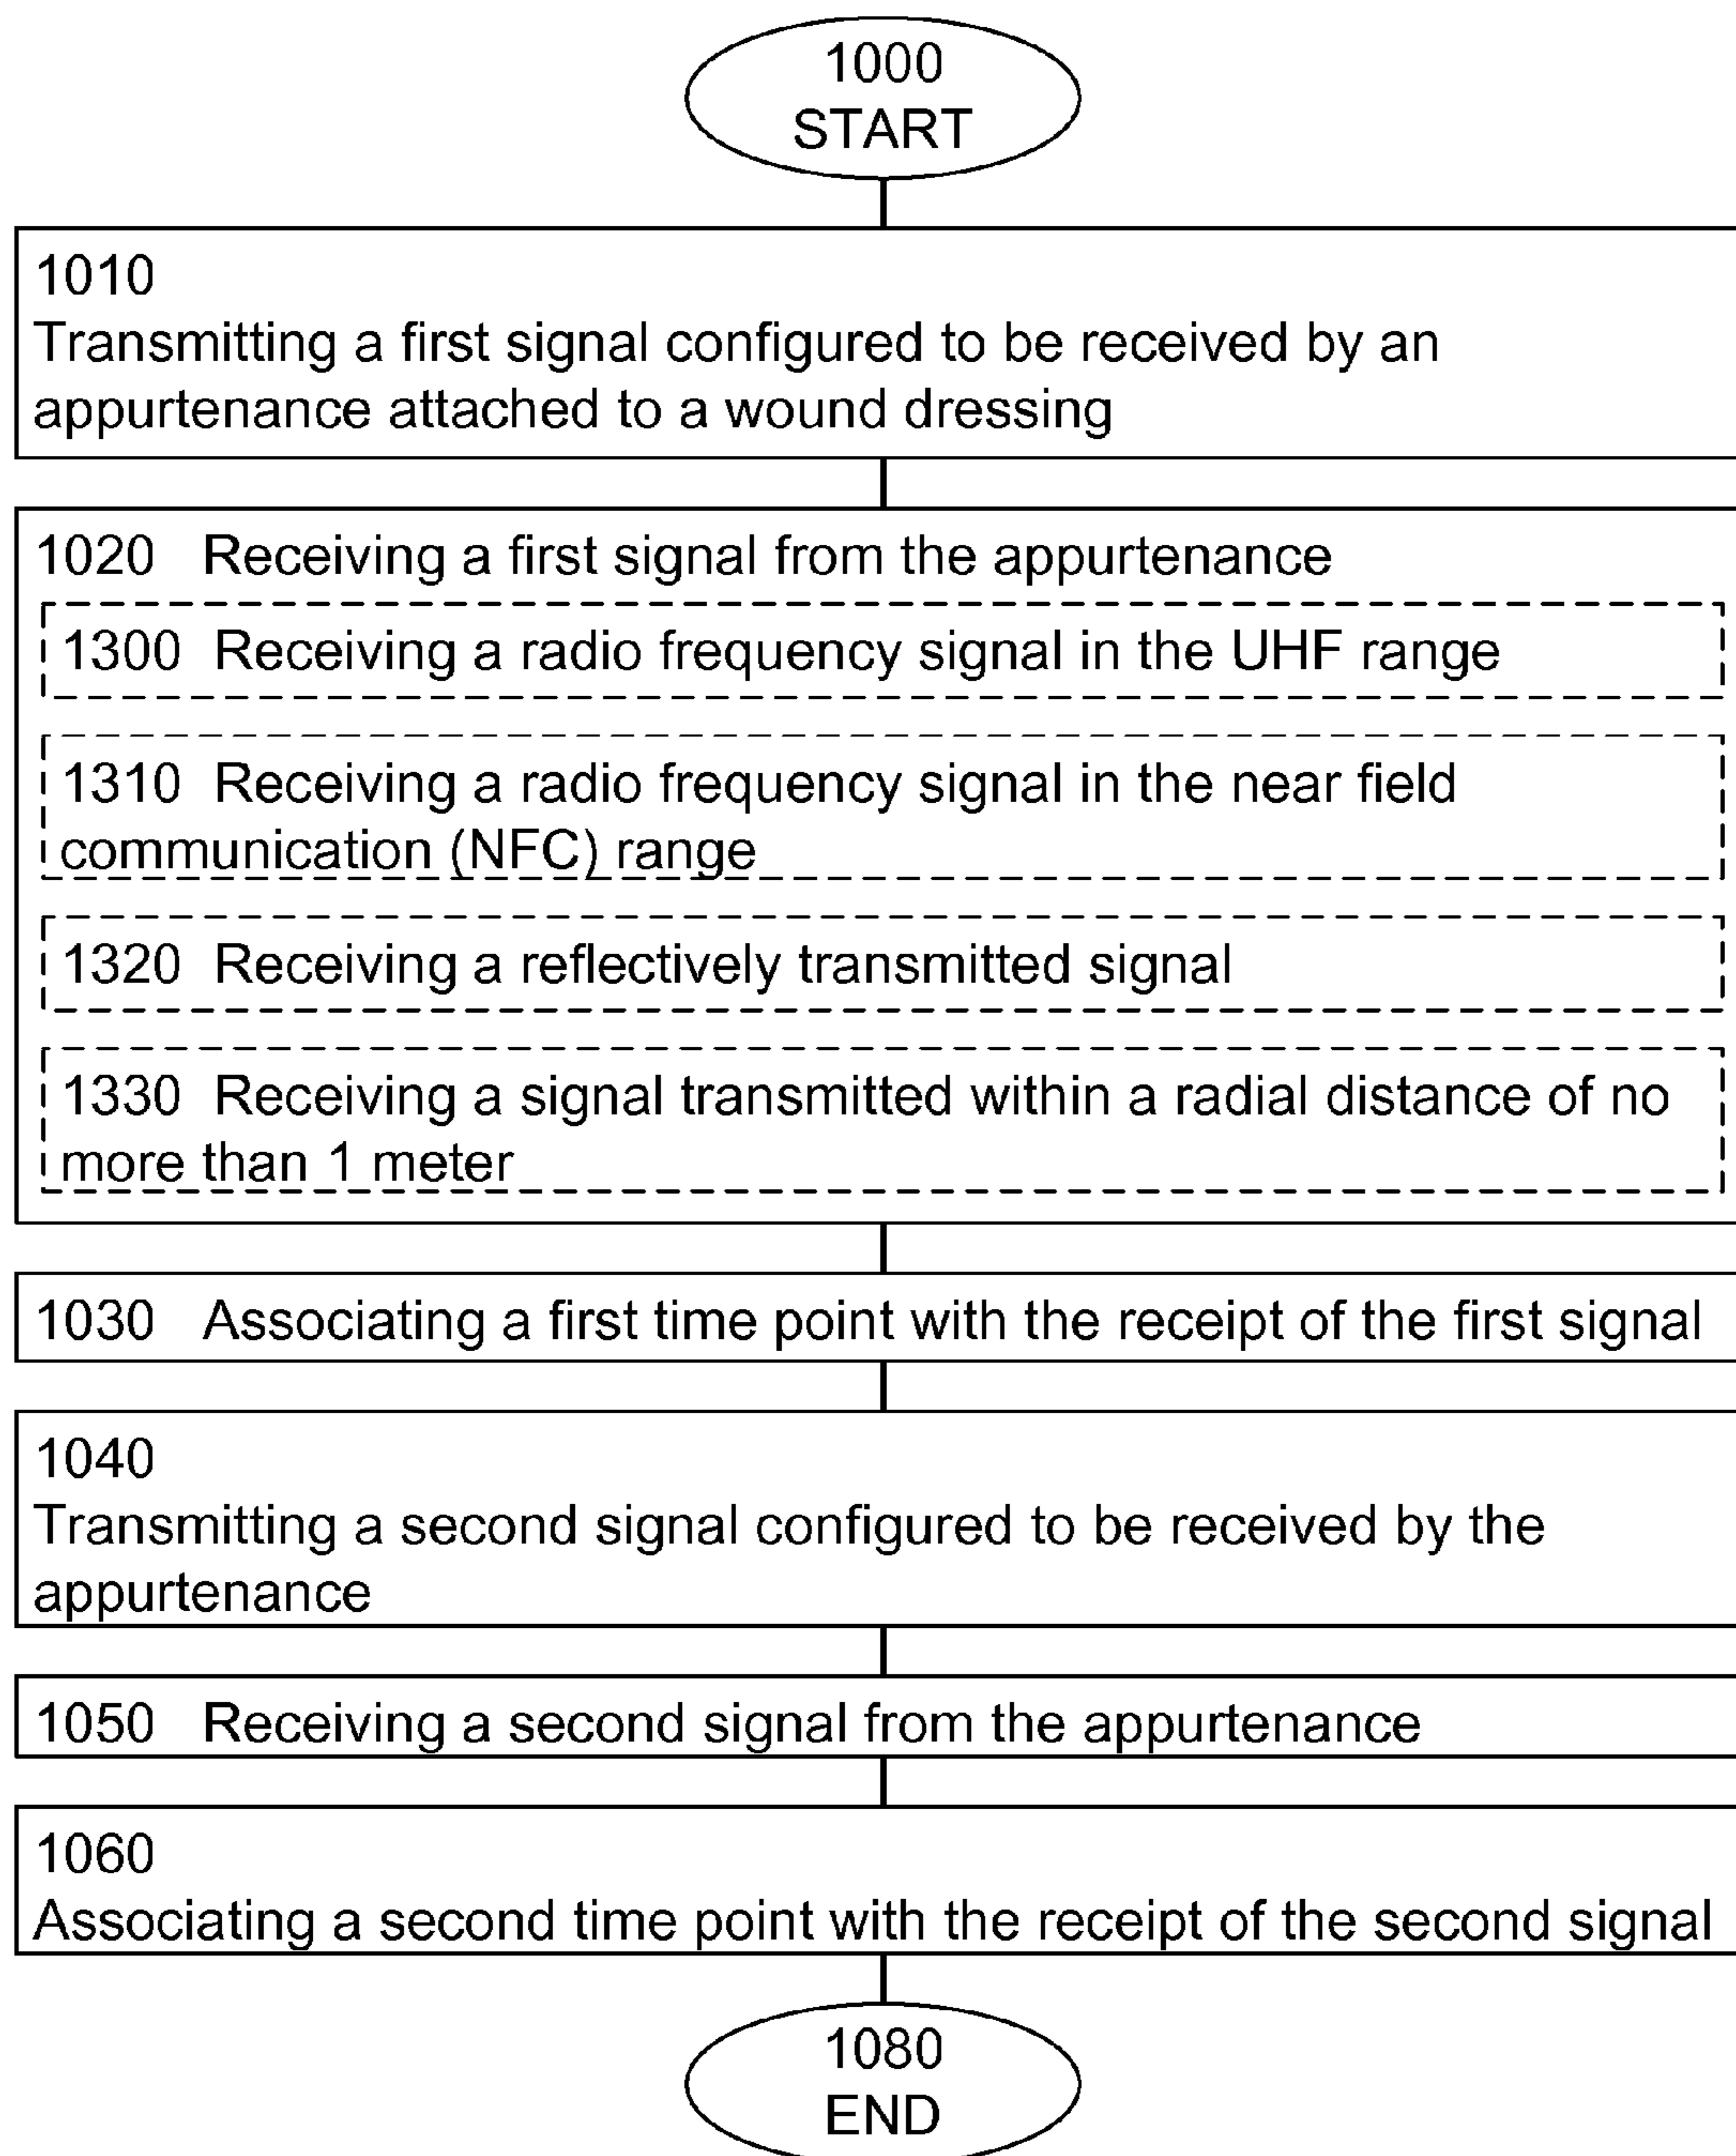 1000
START
1010
Transmitting a first signal configured to be received by an
appurtenance attached to a wound dressing
1020 Receiving a first signal from the appurtenance
1300 Receiving a radio frequency signal in the UHF range
1310 Receiving a radio frequency signal in the near field
communication (NFC) range
1320 Receiving a reflectively transmitted signal
1330 Receiving a signal transmitted within a radial distance of no
more than 1 meter
1030 Associating a first time point with the receipt of the first signal
1040
Transmitting a second signal configured to be received by the
appurtenance
1050 Receiving a second signal from the appurtenance
1060
Associating a second time point with the receipt of the second signal
1080
END